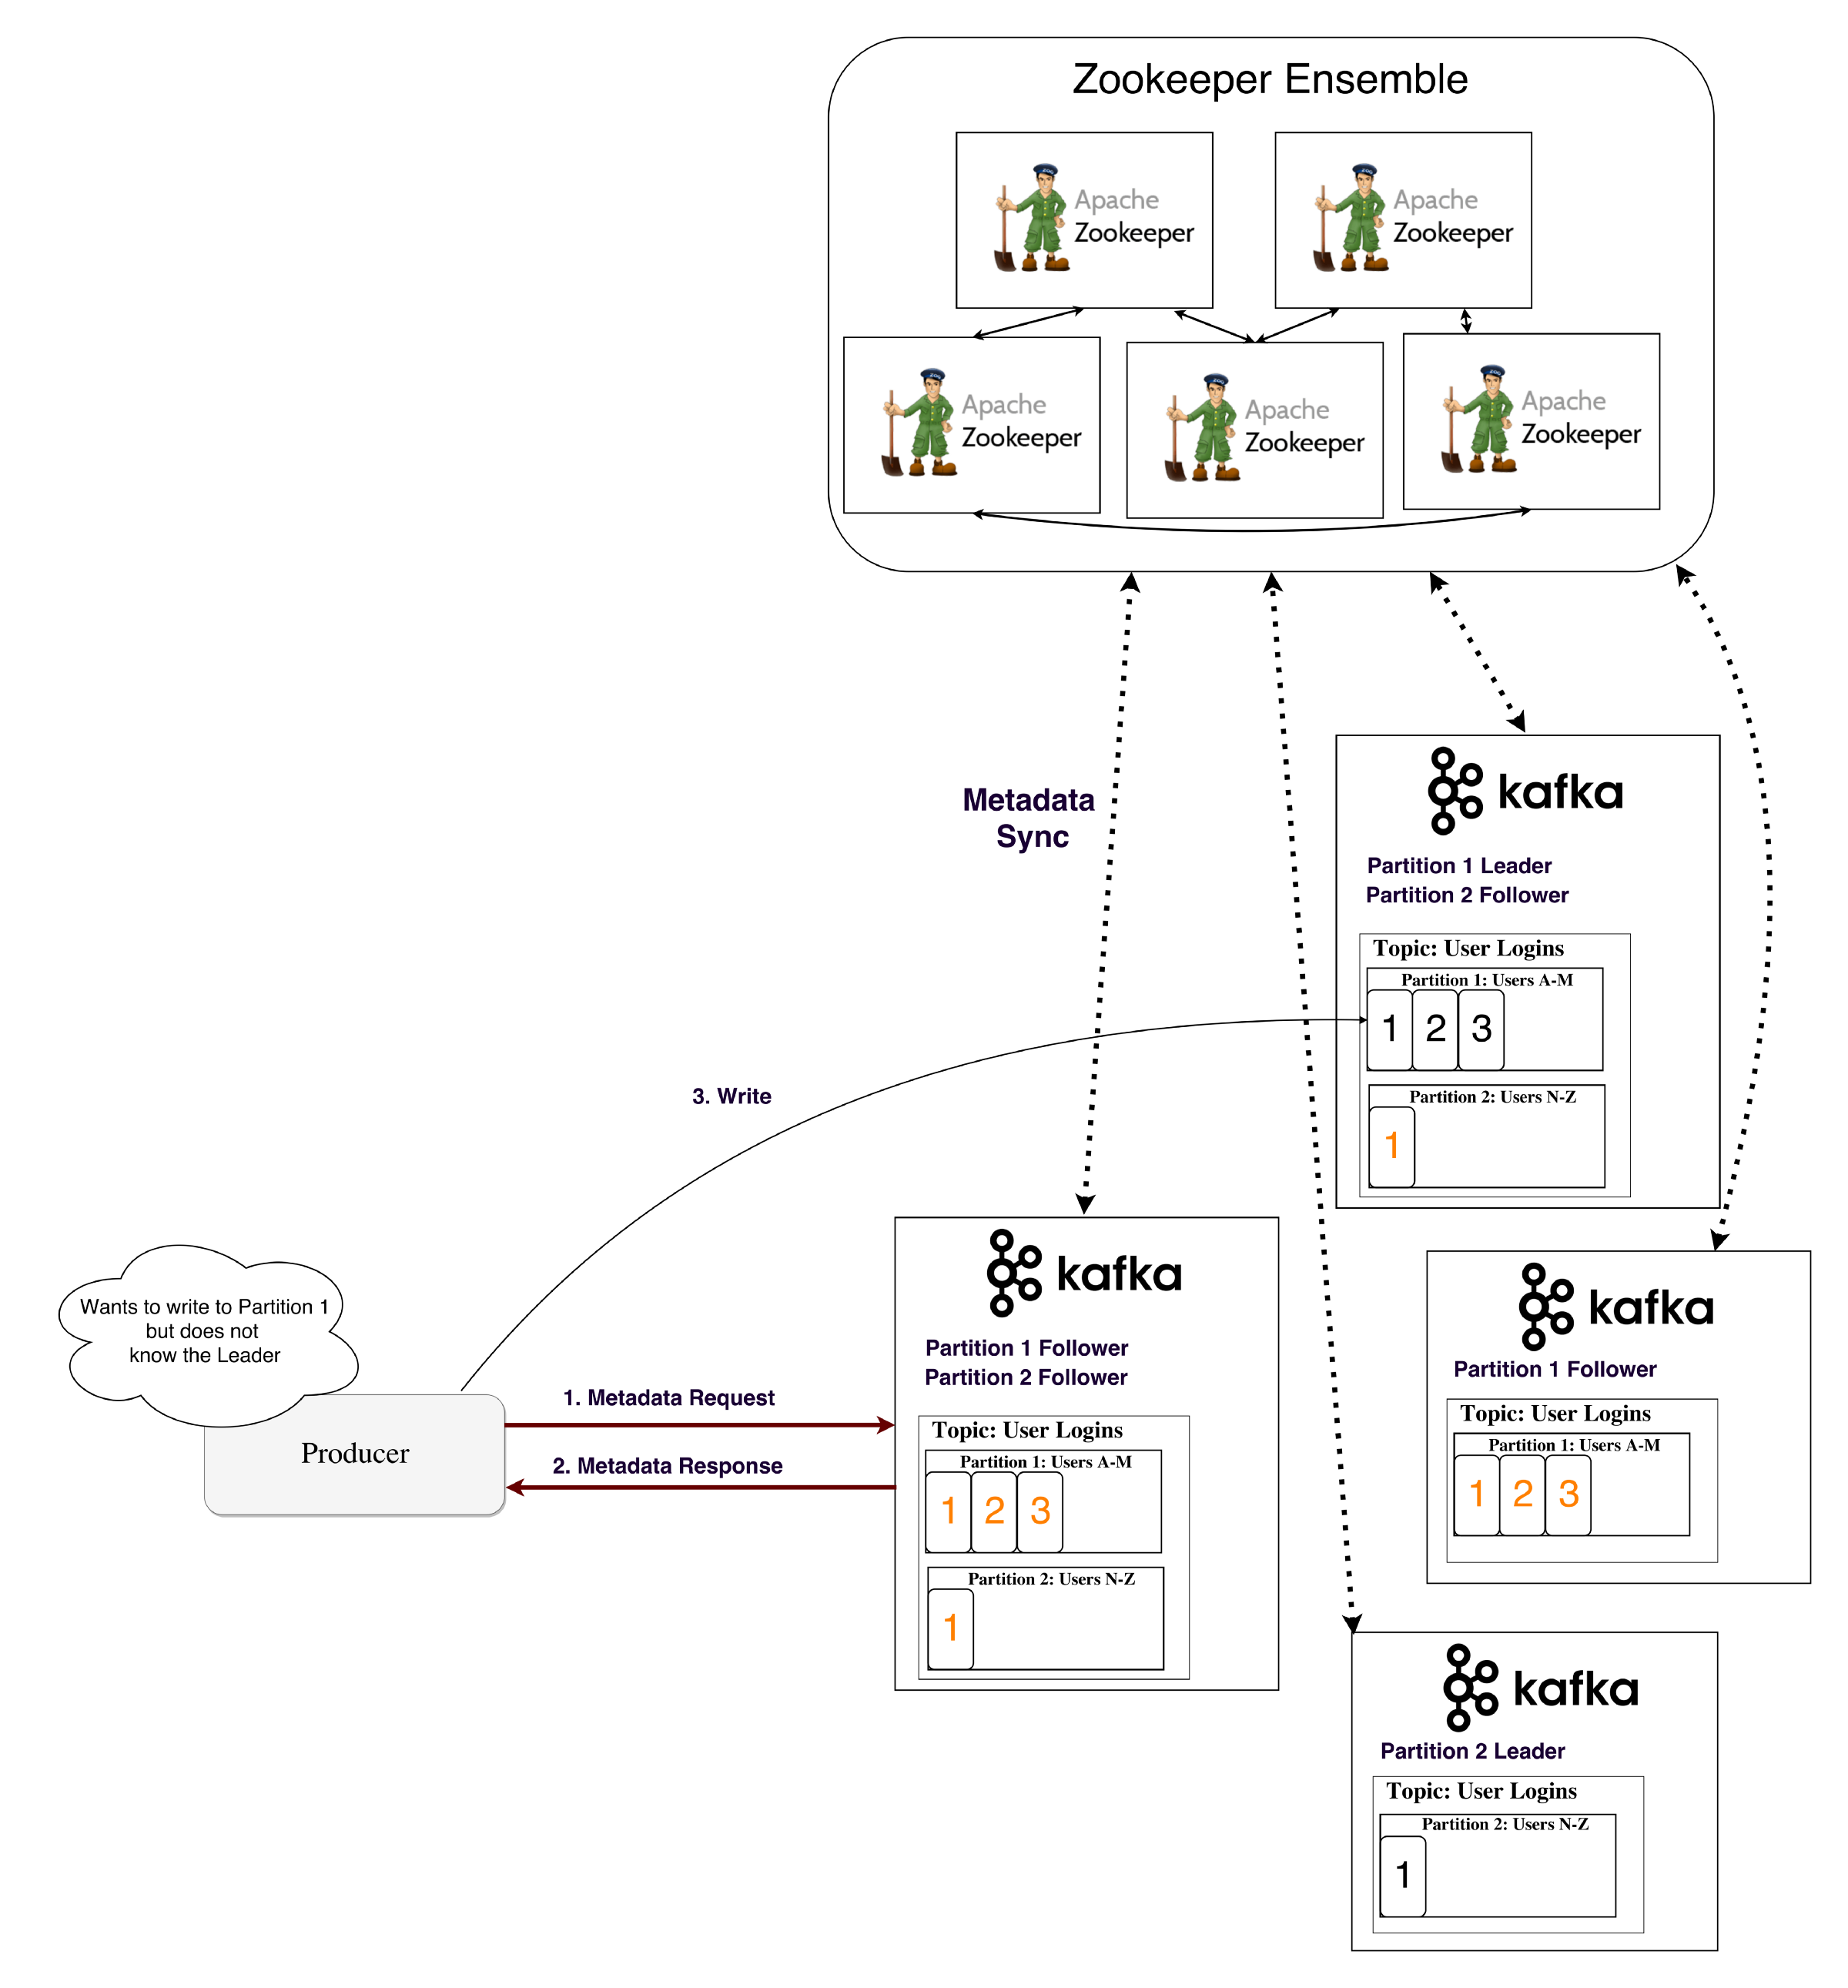 Zookeeper Ensemble
Apache
Zookeeper
Apache
Zookeeper
Apache
Zookeeper
Apache
Zookeeper
Apache
Zookeeper
Metadata
Sync
kafka
Partition 1 Leader
Partition 2 Follower
Topic: User Logins
Partition 1: Users A-M
1 2 3
Partition 2: Users N-Z
1
3. Write
Wants to write to Partition 1
but does not
know the Leader
Producer
1. Metadata Request
2. Metadata Response
kafka
Partition 1 Follower
Partition 2 Follower
Topic: User Logins
Partition 1: Users A-M
1 2 3
Partition 2: Users N-Z
1
kafka
Partition 1 Follower
Topic: User Logins
Partition 1: Users A-M
1 2 3
kafka
Partition 2 Leader
Topic: User Logins
Partition 2: Users N-Z
1